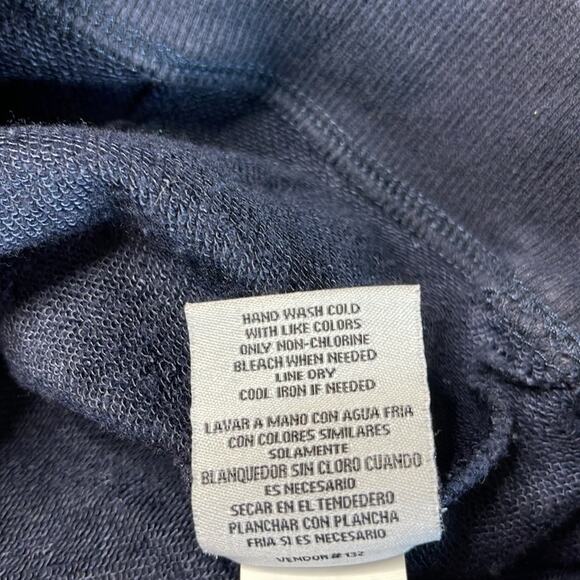 HAND WASH COLD
WITH LIKE COLORS
ONLY NON-CHLORINE
BLEACH WHEN NEEDED
LINE DRY
COOL IRON IF NEEDED
LAVAR A MANO CON AGUA FRIA
CON COLORES SIMILARES
SOLAMENTE
BLANQUEDOR SIN CLORO CUANDO
ES NECESARIO
SECAR EN EL TENDEDERO
PLANCHAR CON PLANCHA
FRIA SI ES NECESARIO
VENDOR# 132